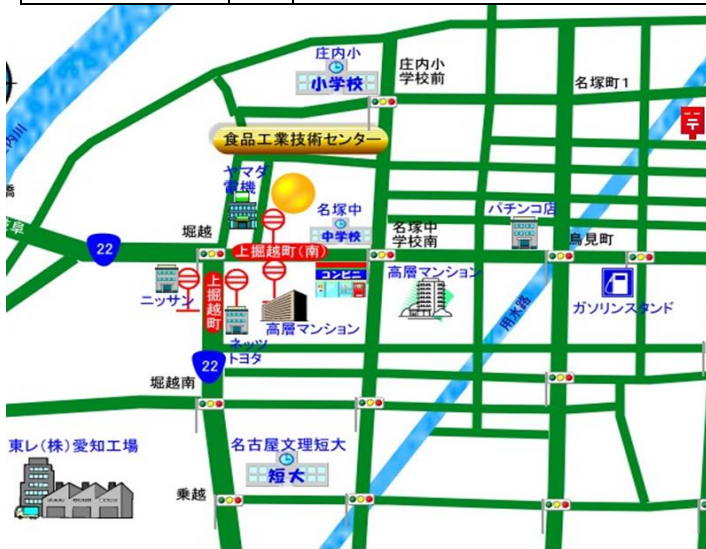 庄内小
小学校
庄内小
学校前
名塚町1
食品工業技術センター
ヤマダ
電機
堀越
22
上掘越町(南)
名塚中
中学校
名塚中
学校南
パチンコ店
鳥見町
ニッサン
上掘越町
コンビニ
高層マンション
高層マンション
ガソリンスタンド
用水路
ネッツ
トヨタ
22
堀越南
東レ(株)愛知工場
名古屋文理短大
短大
乗越